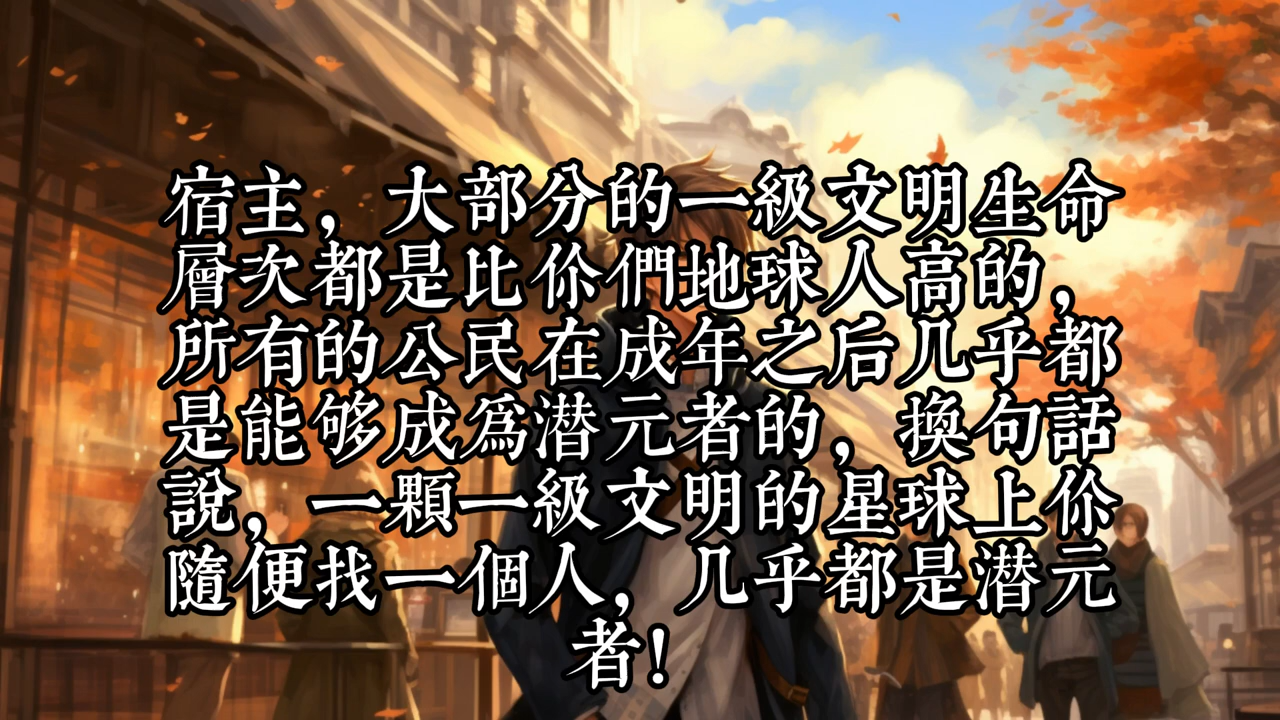 宿主，大部分的一級文明生命
層次都是比你們地球人高的，
所有的公民在成年之后几乎都
是能够成爲潜元者的，換句話
說，一顆一級文明的星球上你
隨便找一個人，几乎都是潜元
者！